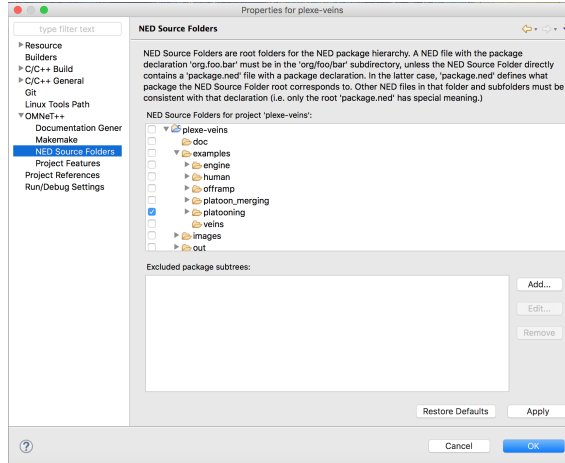 Properties for plexe-veins
type filter text
Resource
Builders
C/C++ Build
C/C++ General
Git
Linux Tools Path
OMNeT++
Documentation Gener
Makemake
NED Source Folders
Project Features
Project References
Run/Debug Settings
NED Source Folders
NED Source Folders are root folders for the NED package hierarchy. A NED file with the package
declaration 'org.foo.bar' must be in the 'org/foo/bar' subdirectory, unless the NED Source Folder directly
contains a 'package.ned' file with a package declaration. In the latter case, 'package.ned' defines what
package the NED Source Folder root corresponds to. Other NED files in that folder and subfolders must be
consistent with that declaration (i.e. only the root 'package.ned' has special meaning.)
NED Source Folders for project 'plexe-veins':
plexe-veins
doc
examples
engine
human
offramp
platoon_merging
platooning
veins
images
out
Excluded package subtrees:
Add...
Edit...
Remove
Restore Defaults
Apply
?
Cancel
OK